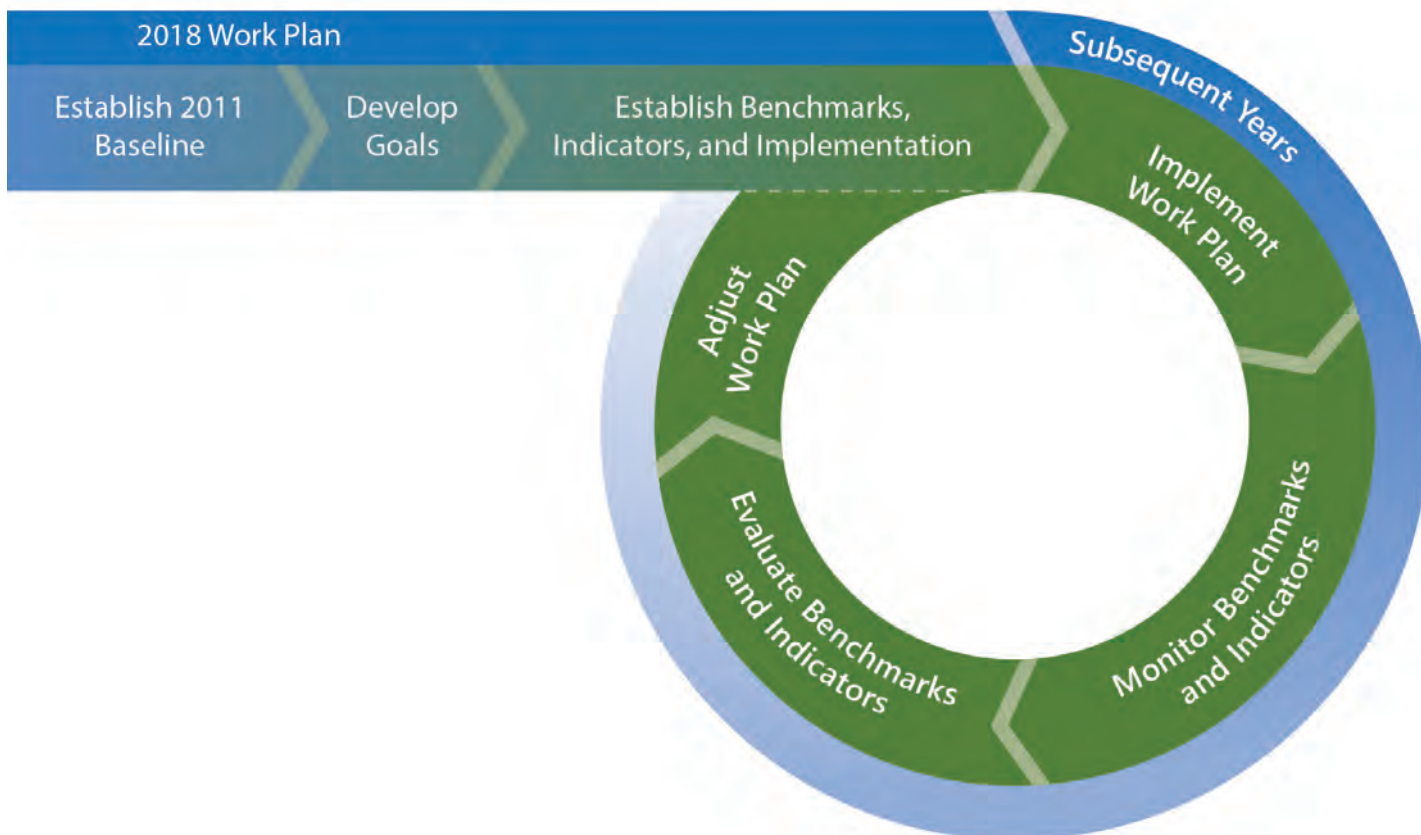 2018 Work Plan
Establish 2011
Baseline
Develop
Goals
Establish Benchmarks,
Indicators, and Implementation
Subsequent Years
Implement
Work Plan
Monitor Benchmarks
and Indicators
Evaluate Benchmarks
and Indicators
Adjust
Work Plan